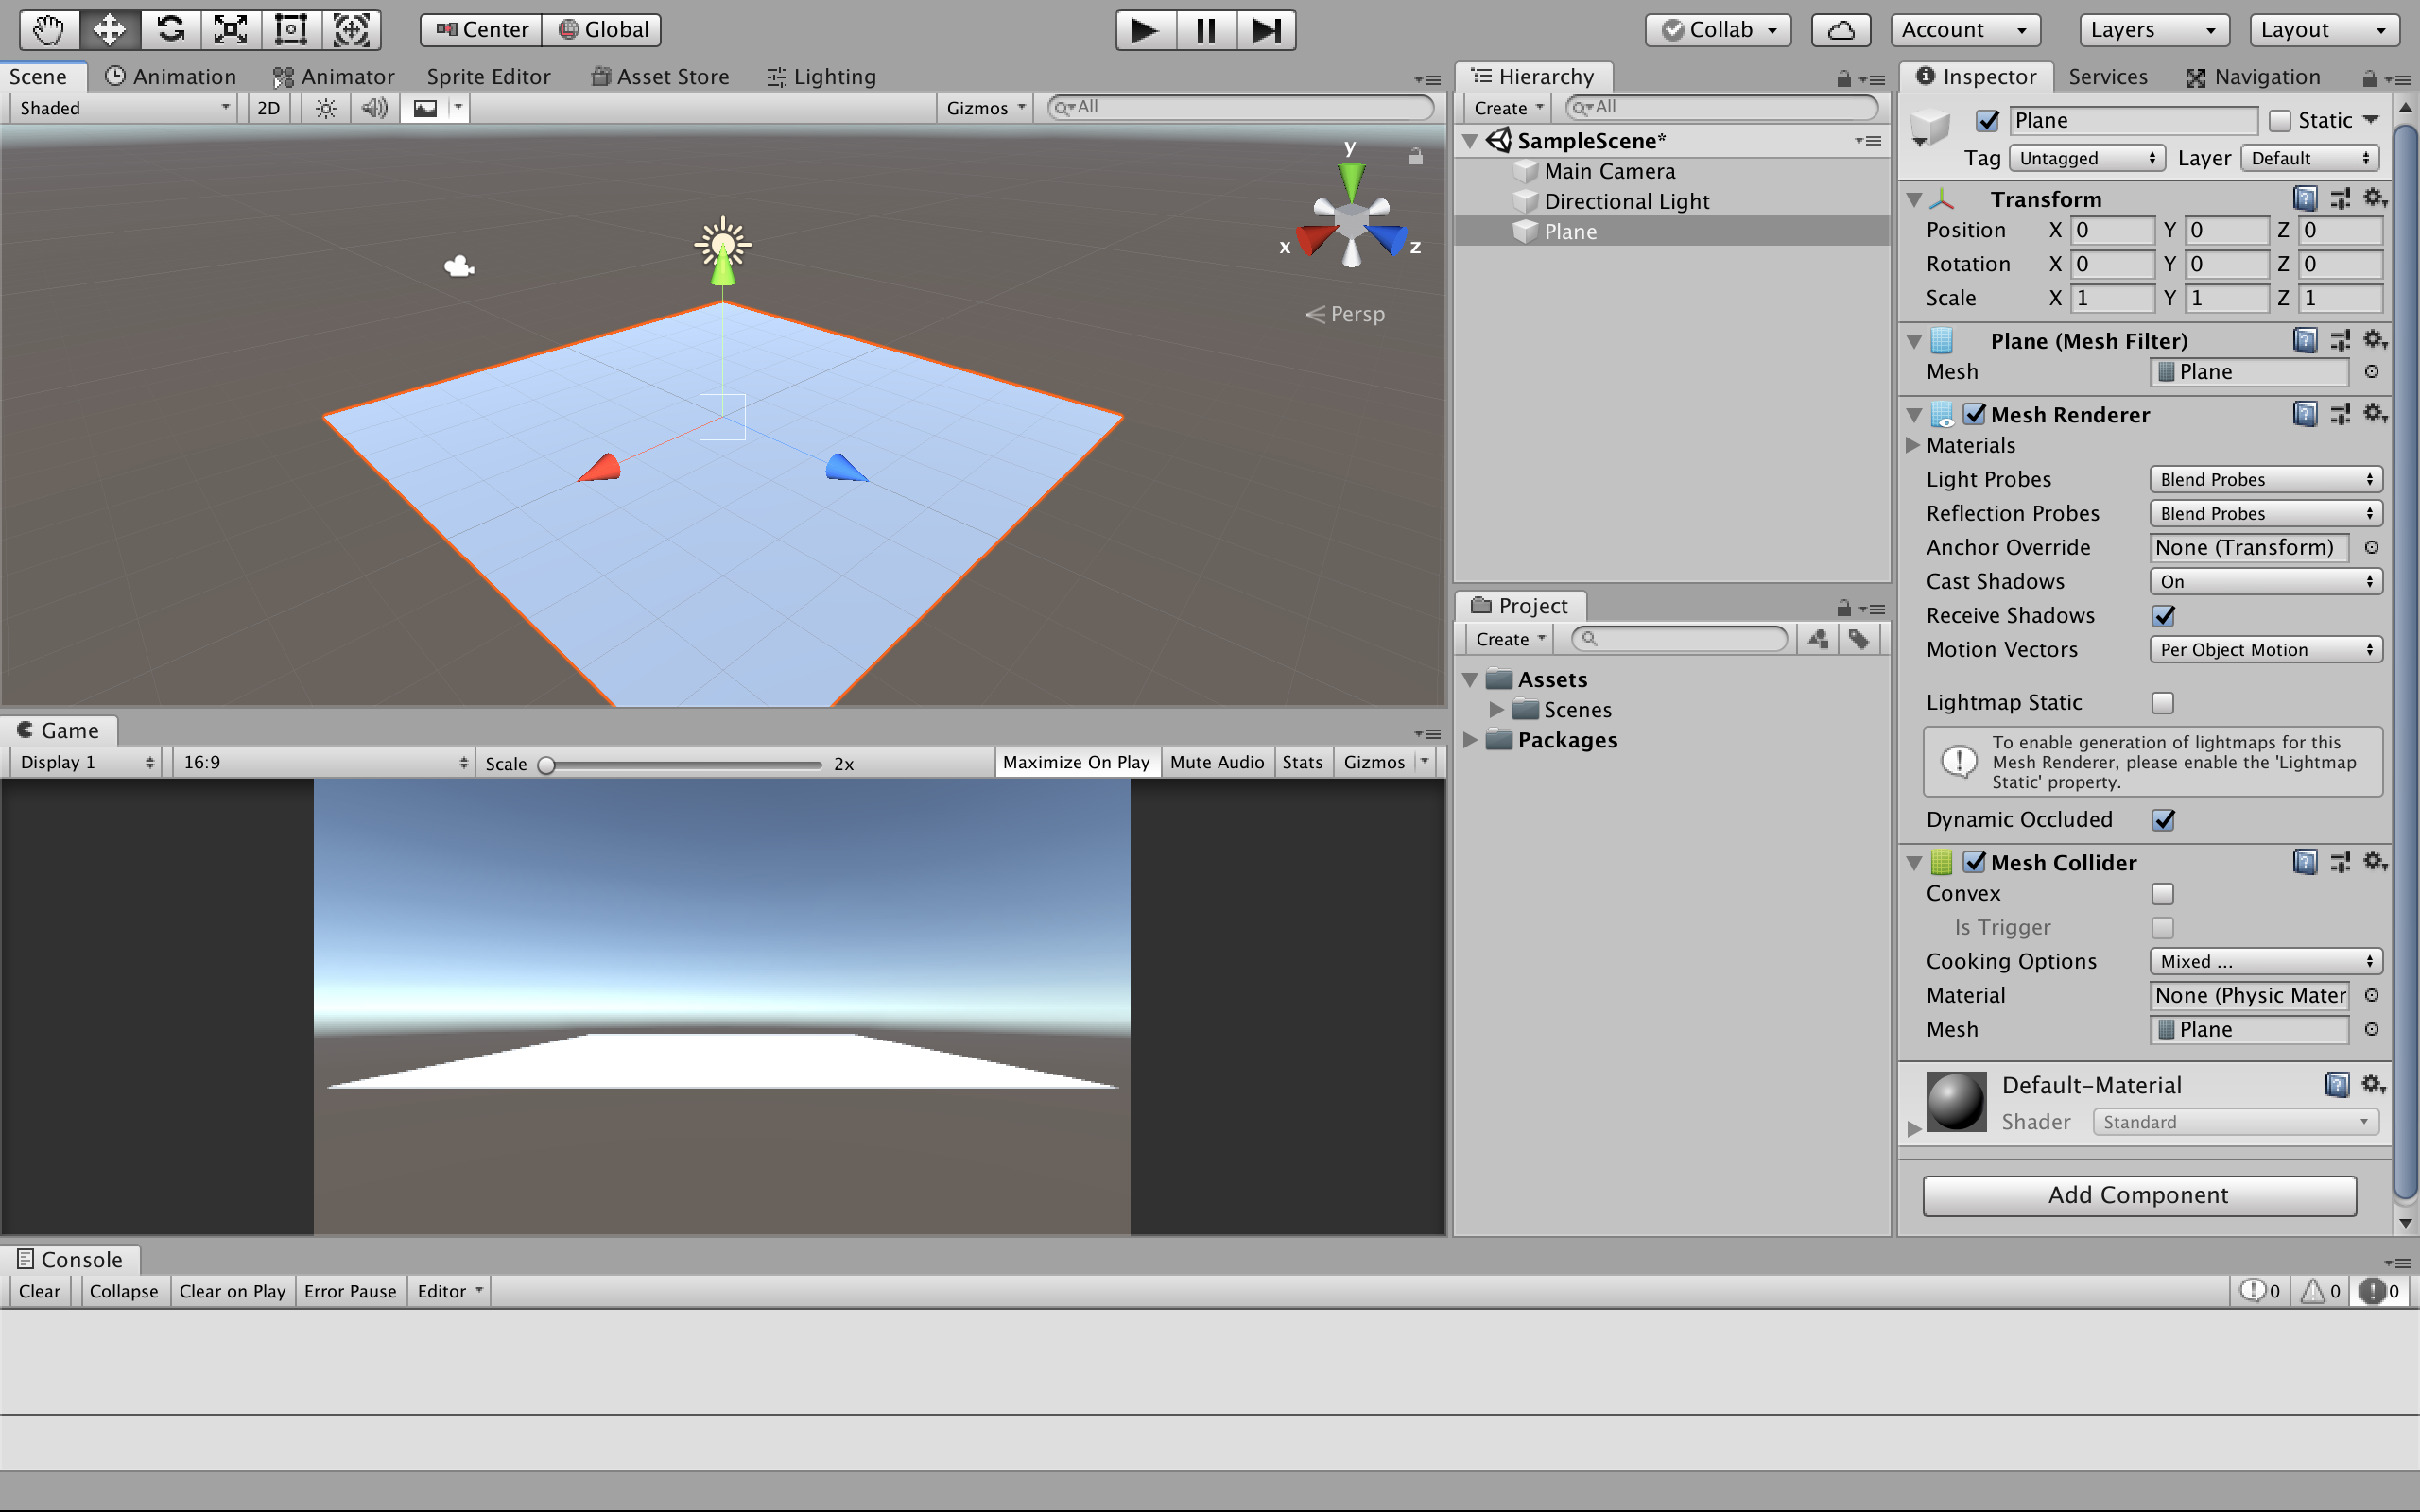 Center Global Collab Account Layers Layout
Scene Animation Animator Sprite Editor Asset Store Lighting
Shaded 2D Gizmos All
y
x z
Persp
Game
Display 1 16:9 Scale 2x Maximize On Play Mute Audio Stats Gizmos
Hierarchy
Create All
SampleScene*
Main Camera
Directional Light
Plane
Project
Create
Assets
Scenes
Packages
Inspector Services Navigation
Plane Static
Tag Untagged Layer Default
Transform
Position X 0 Y 0 Z 0
Rotation X 0 Y 0 Z 0
Scale X 1 Y 1 Z 1
Plane (Mesh Filter)
Mesh Plane
Mesh Renderer
Materials
Light Probes Blend Probes
Reflection Probes Blend Probes
Anchor Override None (Transform)
Cast Shadows On
Receive Shadows
Motion Vectors Per Object Motion
Lightmap Static
To enable generation of lightmaps for this
Mesh Renderer, please enable the 'Lightmap
Static' property.
Dynamic Occluded
Mesh Collider
Convex
Is Trigger
Cooking Options Mixed ...
Material None (Physic Mater
Mesh Plane
Default-Material
Shader Standard
Add Component
Console
Clear Collapse Clear on Play Error Pause Editor 0 0 0